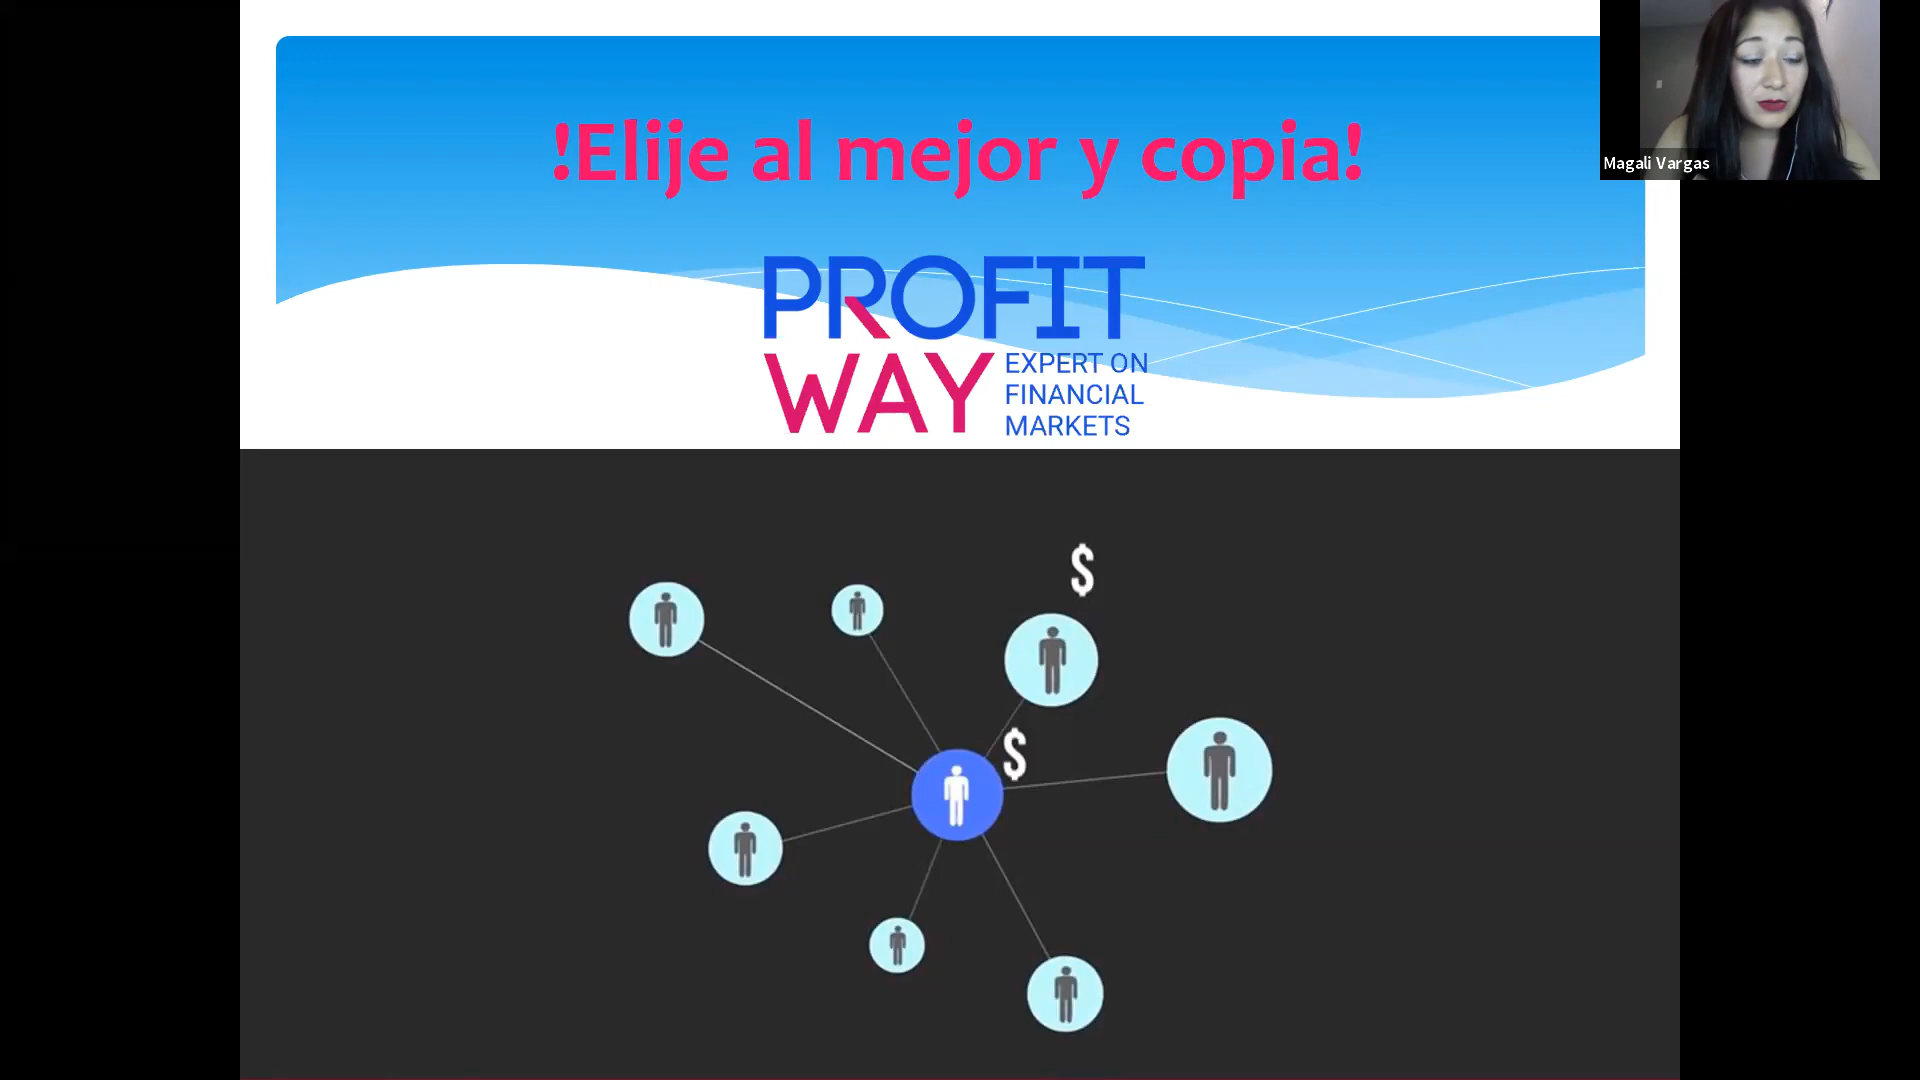 !Elije al mejor y copia!
PROFIT
WAY
EXPERT ON
FINANCIAL
MARKETS
Magali Vargas
$
$